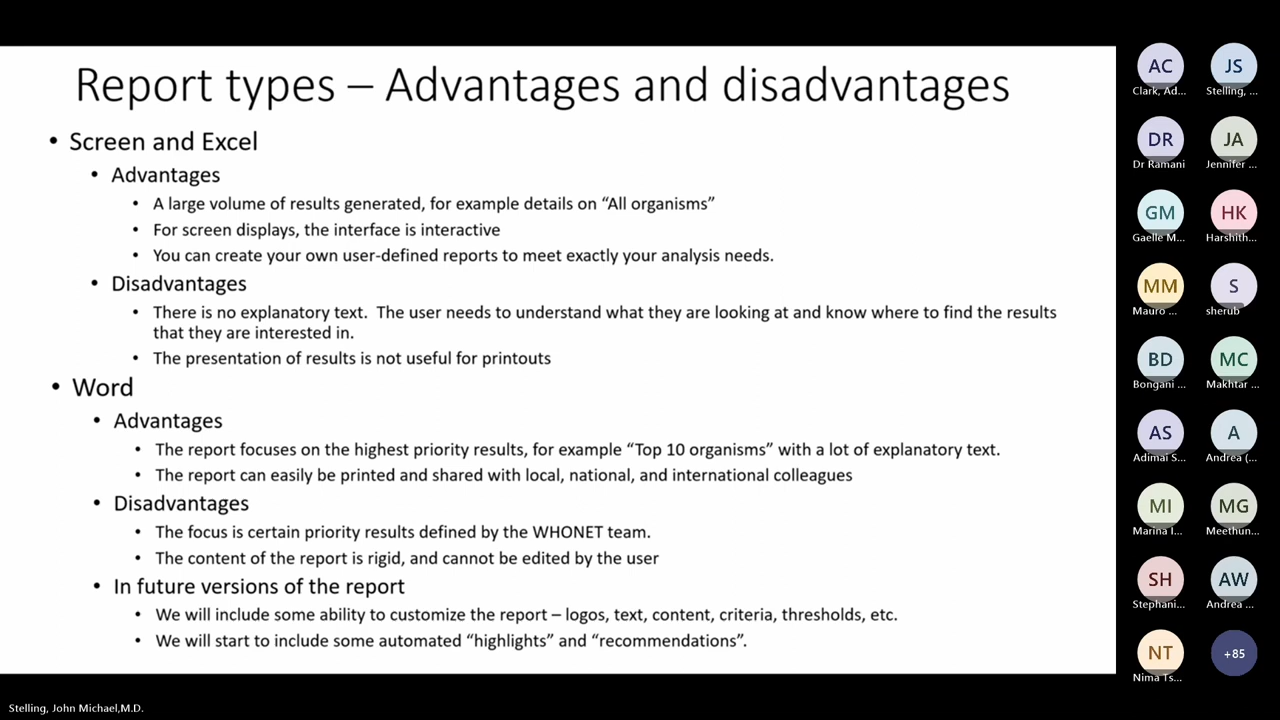 Report types – Advantages and disadvantages
• Screen and Excel
• Advantages
• A large volume of results generated, for example details on “All organisms”
• For screen displays, the interface is interactive
• You can create your own user-defined reports to meet exactly your analysis needs.
• Disadvantages
• There is no explanatory text.  The user needs to understand what they are looking at and know where to find the results
that they are interested in.
• The presentation of results is not useful for printouts
• Word
• Advantages
• The report focuses on the highest priority results, for example “Top 10 organisms” with a lot of explanatory text.
• The report can easily be printed and shared with local, national, and international colleagues
• Disadvantages
• The focus is certain priority results defined by the WHONET team.
• The content of the report is rigid, and cannot be edited by the user
• In future versions of the report
• We will include some ability to customize the report – logos, text, content, criteria, thresholds, etc.
• We will start to include some automated “highlights” and “recommendations”.
AC JS
Clark, Ad... Stelling, ...
DR JA
Dr Ramani Jennifer ...
GM HK
Gaelle M... Harshith...
MM S
Mauro ... sherub
BD MC
Bongani ... Makhtar ...
AS A
Adimai S... Andrea (...
MI MG
Marina I... Meethun...
SH AW
Stephani... Andrea ...
NT +85
Nima Ts...
Stelling, John Michael,M.D.